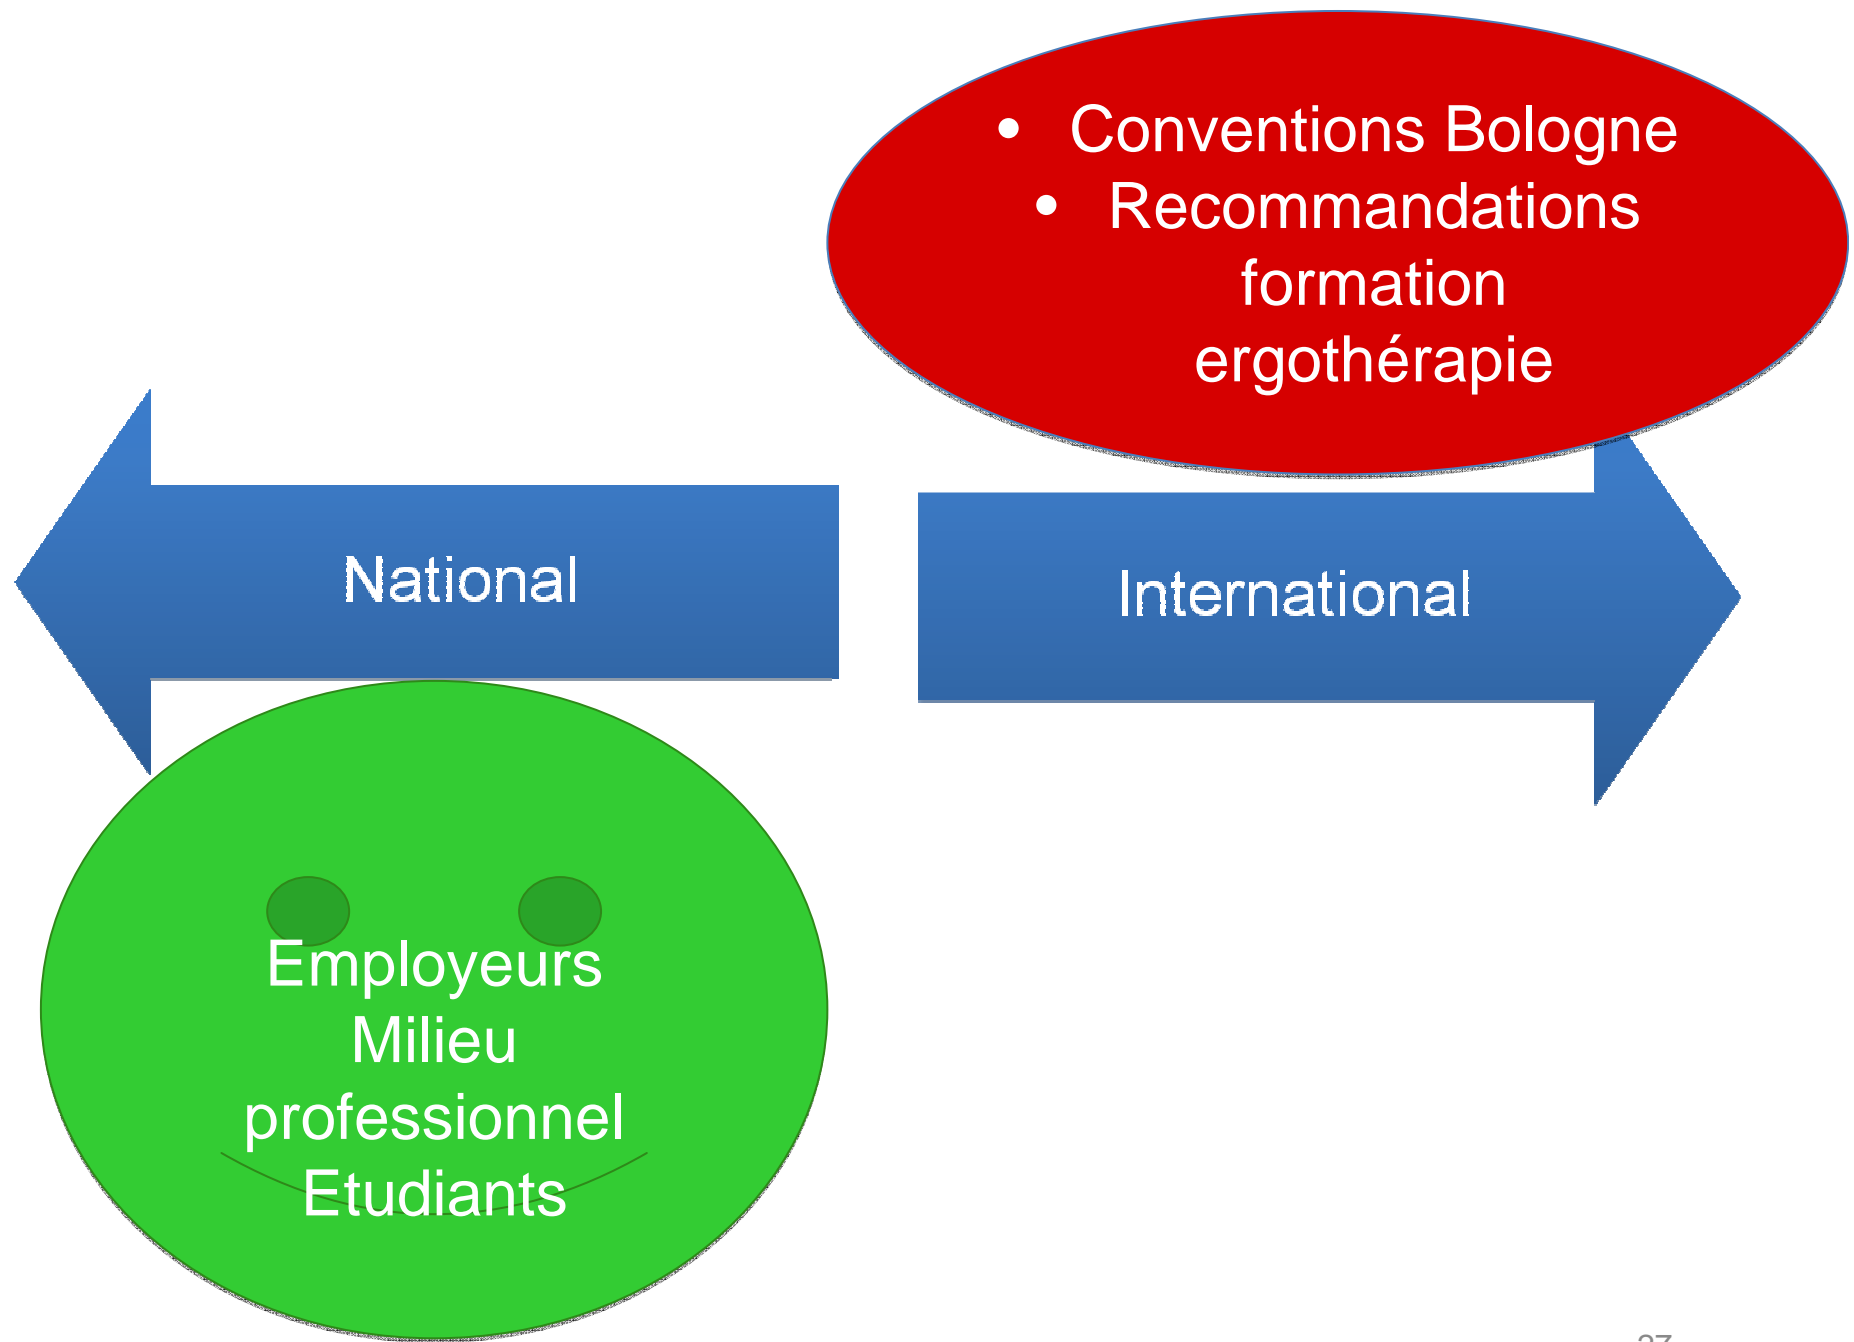 • Conventions Bologne
• Recommandations
formation
ergothérapie
National
International
Employeurs
Milieu
professionnel
Etudiants